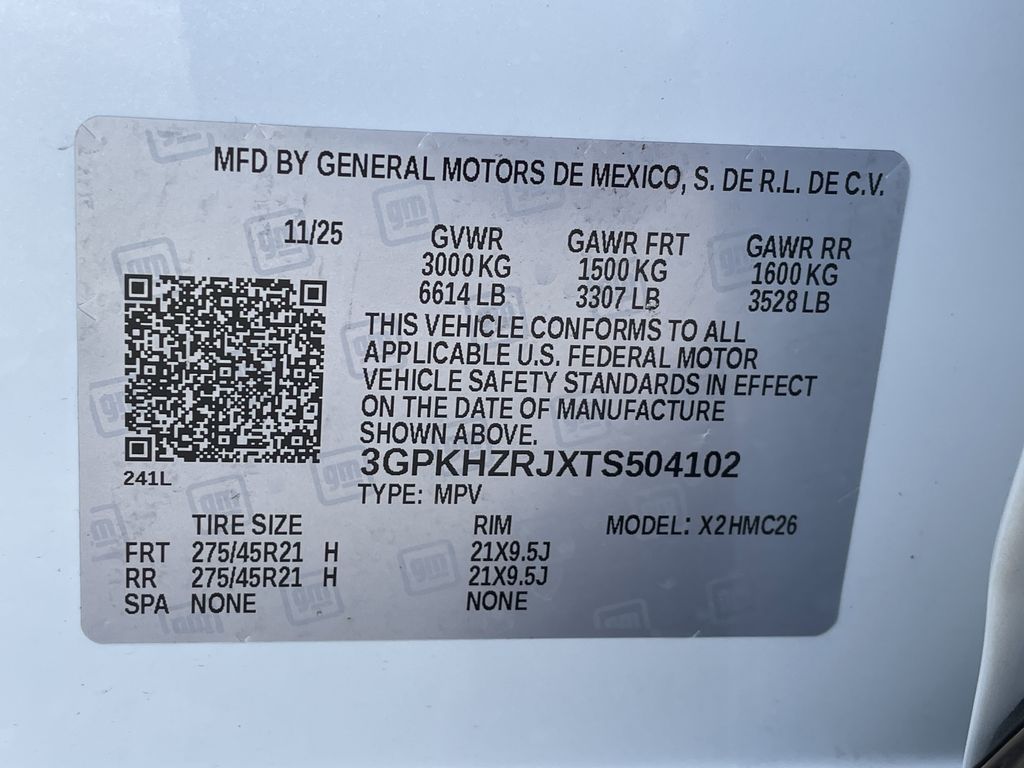 MFD BY GENERAL MOTORS DE MEXICO, S. DE R.L. DE C.V.
11/25 GVWR GAWR FRT GAWR RR
3000 KG 1500 KG 1600 KG
6614 LB 3307 LB 3528 LB
THIS VEHICLE CONFORMS TO ALL
APPLICABLE U.S. FEDERAL MOTOR
VEHICLE SAFETY STANDARDS IN EFFECT
ON THE DATE OF MANUFACTURE
SHOWN ABOVE.
3GPKHZRJXTS504102
241L
TYPE: MPV
TIRE SIZE RIM MODEL: X2HMC26
FRT 275/45R21 H 21X9.5J
RR 275/45R21 H 21X9.5J
SPA NONE NONE